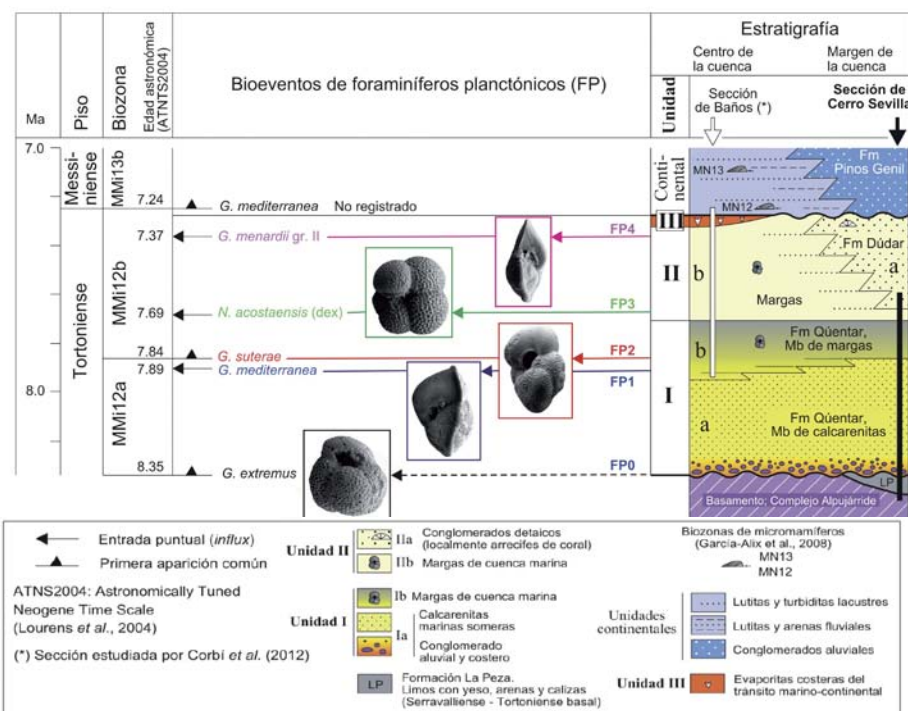 Estratigrafía
Centro de la cuenca
Margen de la cuenca
Ma
Piso
Biozona
Edad astronómica (ATNTS2004)
Bioeventos de foraminíferos planctónicos (FP)
Unidad
Sección de Baños (*)
Sección de Cerro Sevilla
7.0
Messi-
niense
MMi13b
7.24
G. mediterranea
No registrado
Conti-
nental
MN13
MN12
Fm
Pinos Genil
III
7.37
G. menardii gr. II
FP4
Tortoniense
MMi12b
II
b
Margas
Fm Dúdar
a
7.69
N. acostaensis (dex)
FP3
7.84
G. suterae
FP2
7.89
G. mediterranea
FP1
8.0
MMi12a
I
b
Fm Qúentar,
Mb de margas
a
Fm Qúentar,
Mb de calcarenitas
8.35
G. extremus
FP0
LP
Basamento: Complejo Alpujárride
Entrada puntual (influx)
Primera aparición común
ATNS2004: Astronomically Tuned
Neogene Time Scale
(Lourens et al., 2004)
(*) Sección estudiada por Corbí et al. (2012)
Unidad II
IIa
Conglomerados detaicos
(localmente arrecifes de coral)
IIb
Margas de cuenca marina
Unidad I
Ib
Margas de cuenca marina
Ia
Calcarenitas
marinas someras
Conglomerado
aluvial y costero
LP
Formación La Peza.
Limos con yeso, arenas y calizas
(Serravalliense - Tortoniense basal)
Biozonas de micromamíferos
(García-Alix et al., 2008)
MN13
MN12
Unidades
continentales
Lutitas y turbiditas lacustres
Lutitas y arenas fluviales
Conglomerados aluviales
Unidad III
Evaporitas costeras del
tránsito marino-continental